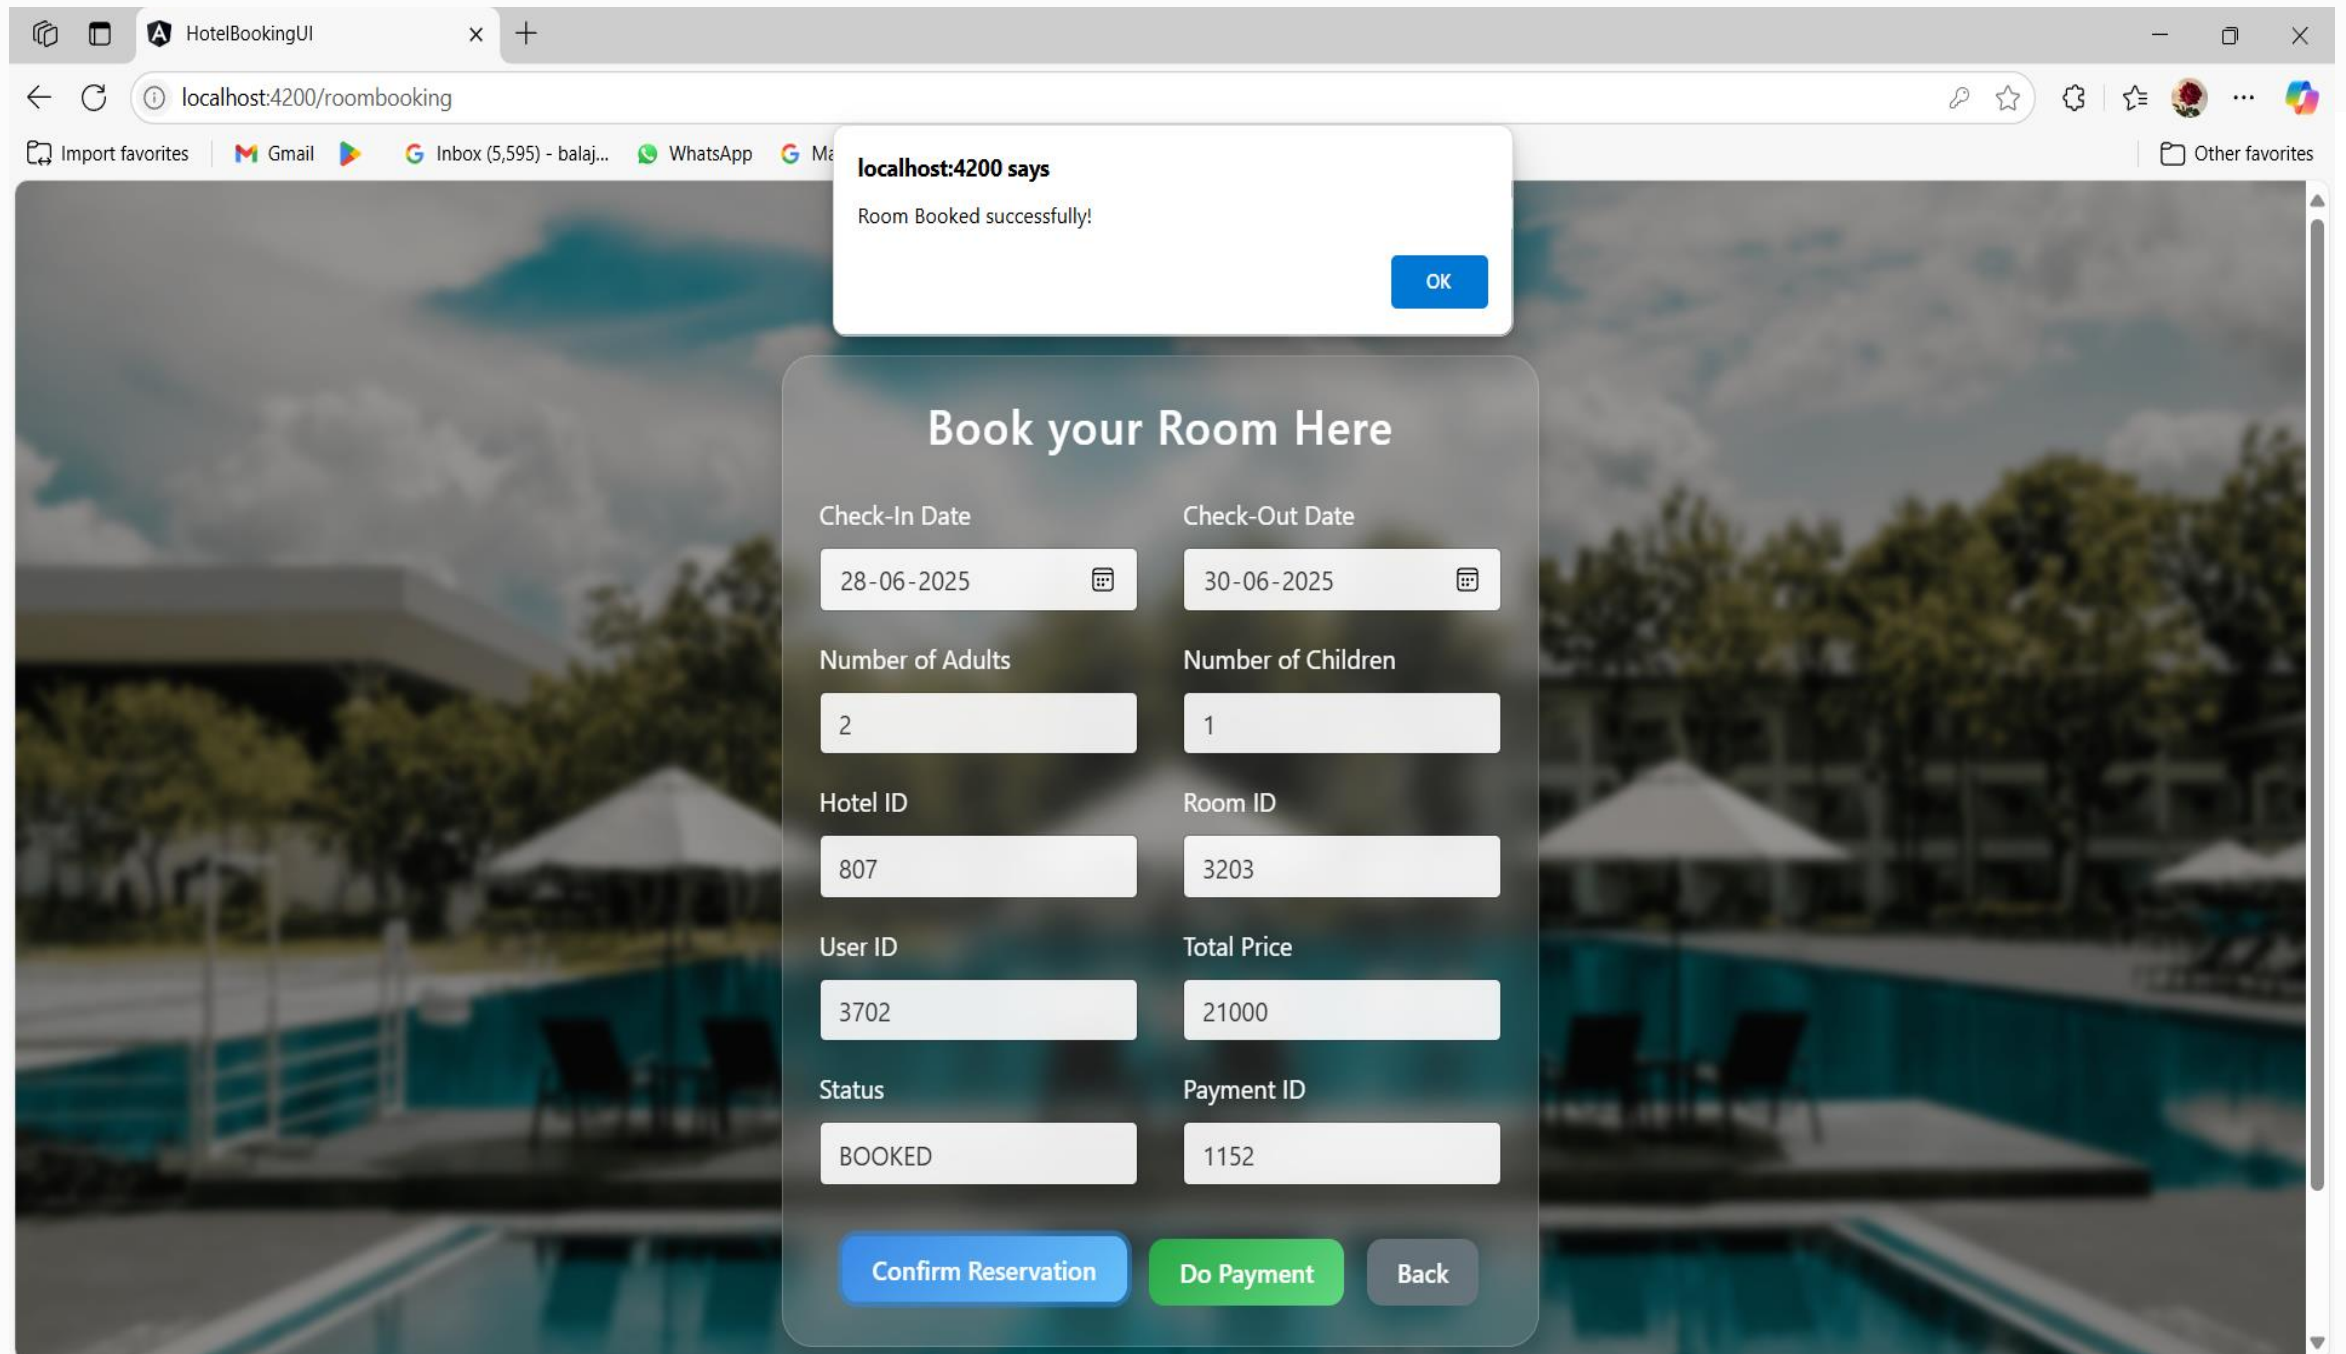 HotelBookingUI
localhost:4200/roombooking
Import favorites Gmail Inbox (5,595) - balaj... WhatsApp Ma Other favorites
localhost:4200 says
Room Booked successfully!
OK
Book your Room Here
Check-In Date Check-Out Date
28-06-2025 30-06-2025
Number of Adults Number of Children
2 1
Hotel ID Room ID
807 3203
User ID Total Price
3702 21000
Status Payment ID
BOOKED 1152
Confirm Reservation Do Payment Back